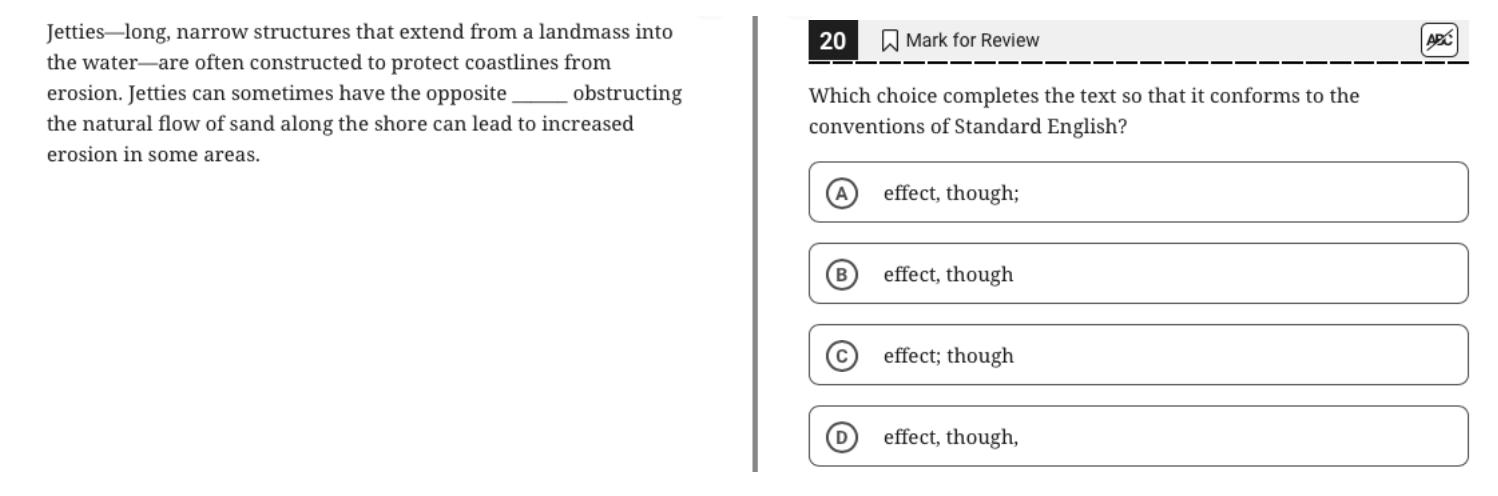 Jetties—long, narrow structures that extend from a landmass into
the water—are often constructed to protect coastlines from
erosion. Jetties can sometimes have the opposite ______ obstructing
the natural flow of sand along the shore can lead to increased
erosion in some areas.
20 Mark for Review ABC
Which choice completes the text so that it conforms to the
conventions of Standard English?
A effect, though;
B effect, though
C effect; though
D effect, though,